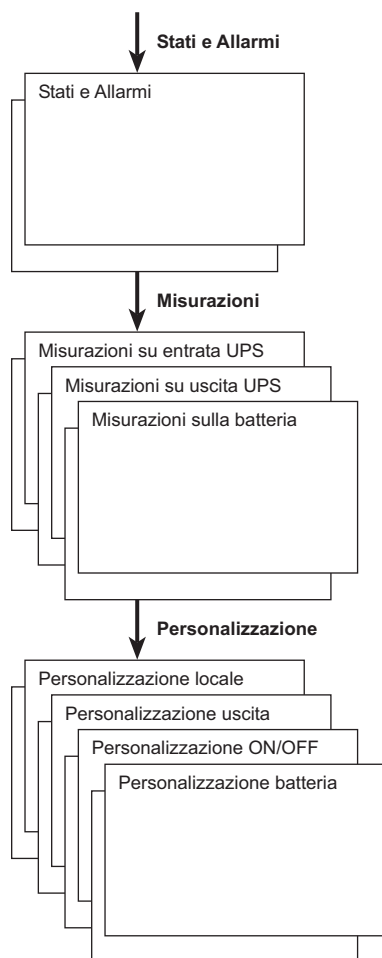 Stati e Allarmi
Stati e Allarmi
Misurazioni
Misurazioni su entrata UPS
Misurazioni su uscita UPS
Misurazioni sulla batteria
Personalizzazione
Personalizzazione locale
Personalizzazione uscita
Personalizzazione ON/OFF
Personalizzazione batteria